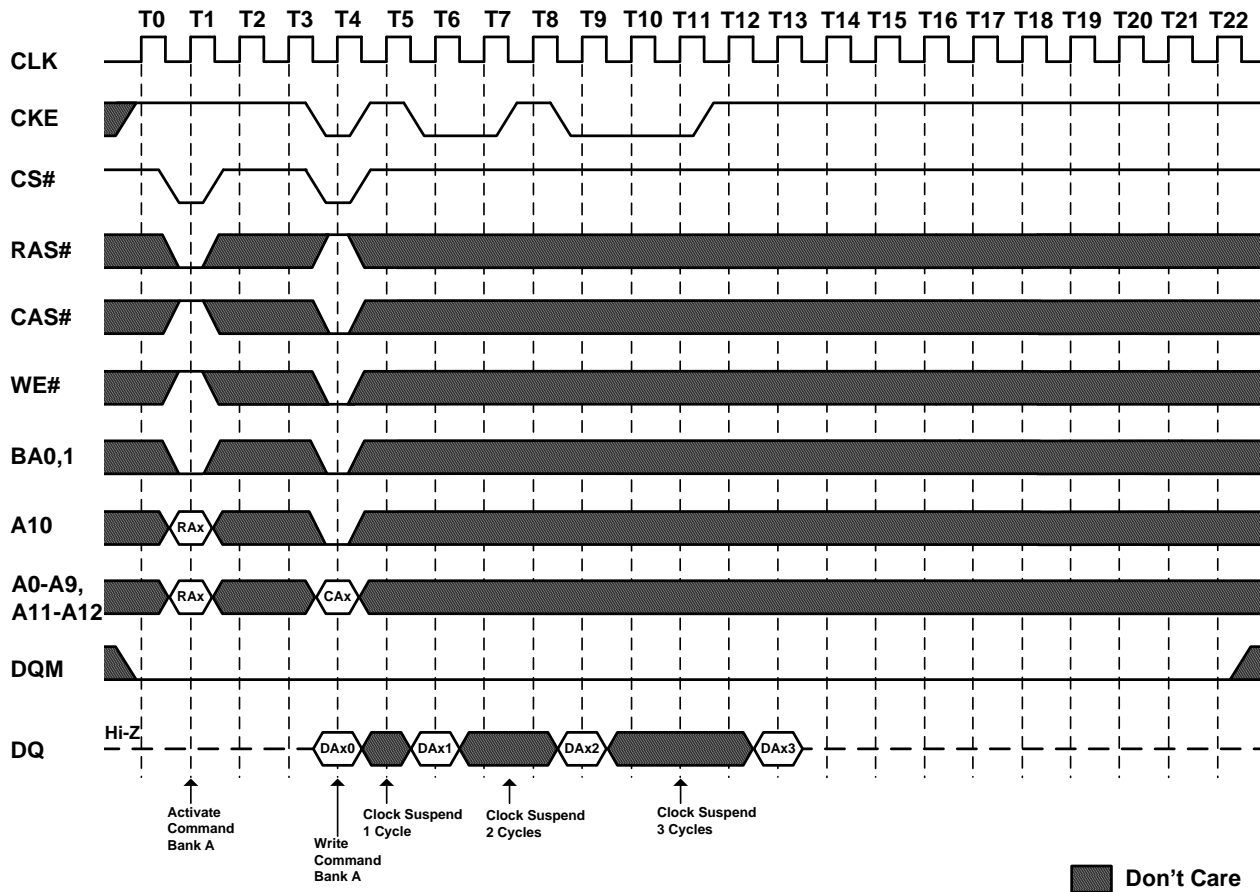 T0 T1 T2 T3 T4 T5 T6 T7 T8 T9 T10 T11 T12 T13 T14 T15 T16 T17 T18 T19 T20 T21 T22
CLK
CKE
CS#
RAS#
CAS#
WE#
BA0,1
A10 RAx
A0-A9,
A11-A12 RAx CAx
DQM
Hi-Z
DQ DAx0 DAx1 DAx2 DAx3
Activate
Command
Bank A
Write
Command
Bank A
Clock Suspend
1 Cycle
Clock Suspend
2 Cycles
Clock Suspend
3 Cycles
Don't Care